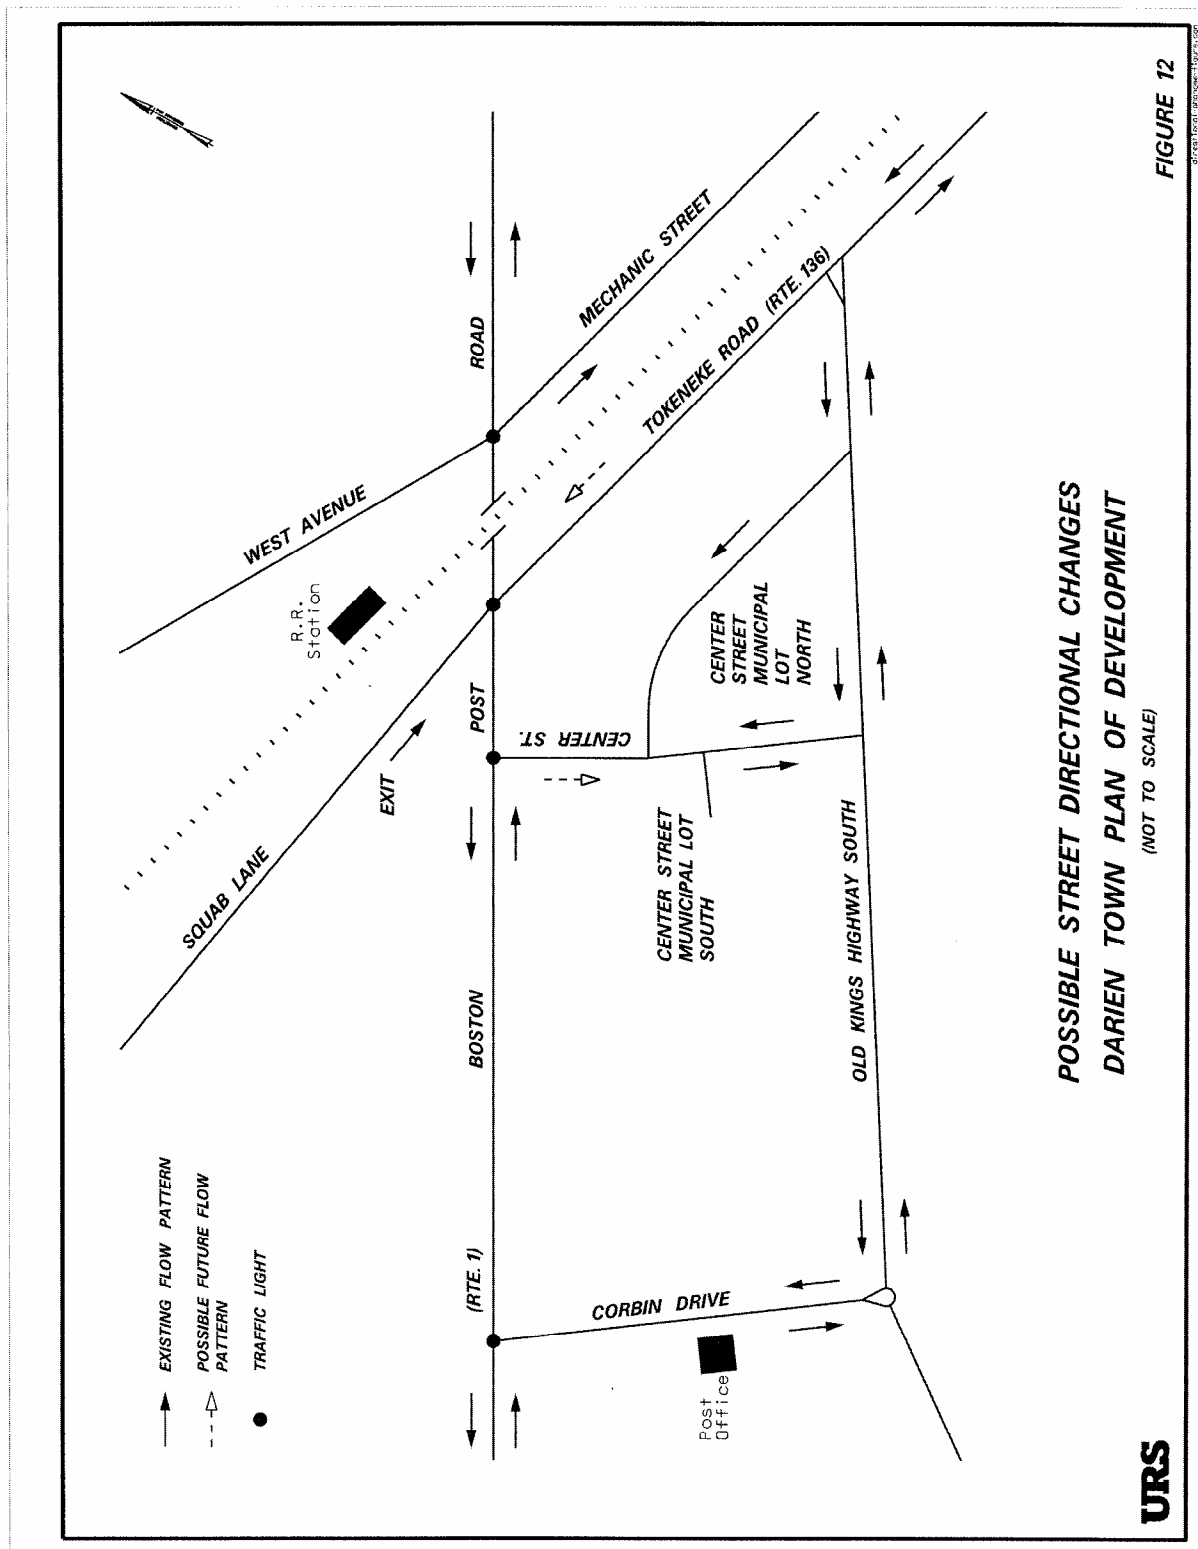 EXISTING FLOW PATTERN
POSSIBLE FUTURE FLOW
PATTERN
TRAFFIC LIGHT
SQUAB LANE
R.R.
Station
WEST AVENUE
EXIT
(RTE. 1)
BOSTON
POST
ROAD
CENTER ST.
MECHANIC STREET
TOKENEKE ROAD (RTE. 136)
CORBIN DRIVE
Post
Office
CENTER STREET
MUNICIPAL LOT
SOUTH
CENTER
STREET
MUNICIPAL
LOT
NORTH
OLD KINGS HIGHWAY SOUTH
POSSIBLE STREET DIRECTIONAL CHANGES
DARIEN TOWN PLAN OF DEVELOPMENT
(NOT TO SCALE)
URS
FIGURE 12